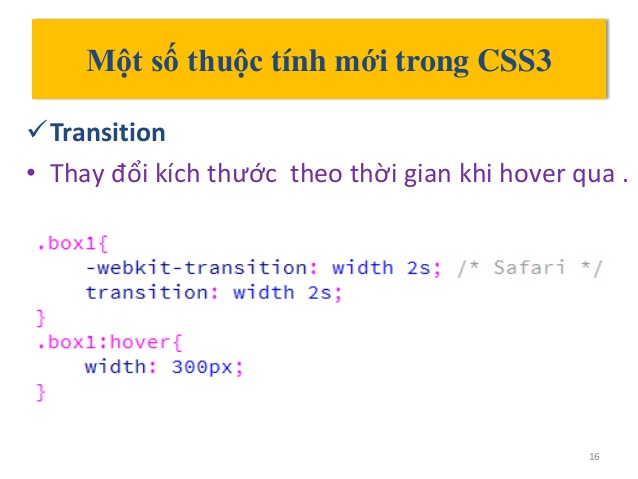 Một số thuộc tính mới trong CSS3
✓Transition
• Thay đổi kích thước theo thời gian khi hover qua .
.box1{
    -webkit-transition: width 2s; /* Safari */
    transition: width 2s;
}
.box1:hover{
    width: 300px;
}
16